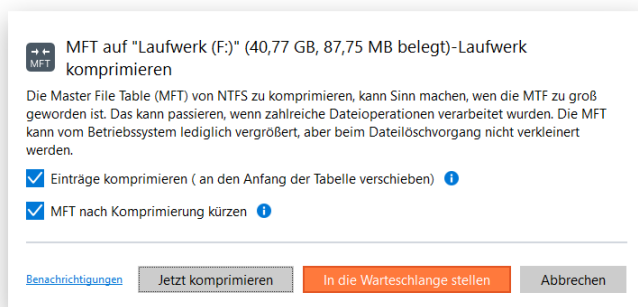 MFT auf "Laufwerk (F:)" (40,77 GB, 87,75 MB belegt)-Laufwerk
komprimieren
MFT
Die Master File Table (MFT) von NTFS zu komprimieren, kann Sinn machen, wen die MTF zu groß
geworden ist. Das kann passieren, wenn zahlreiche Dateioperationen verarbeitet wurden. Die MFT
kann vom Betriebssystem lediglich vergrößert, aber beim Dateilöschvorgang nicht verkleinert
werden.
Einträge komprimieren ( an den Anfang der Tabelle verschieben)
MFT nach Komprimierung kürzen
Benachrichtigungen Jetzt komprimieren In die Warteschlange stellen Abbrechen